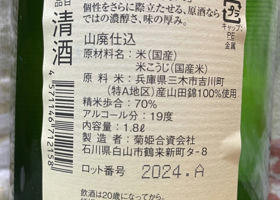 個性をさらに際立たせる、原酒なら
ではの濃醇さ、味の厚み。
山廃仕込
原材料名：米（国産）
米こうじ（国産米）
原料米：兵庫県三木市吉川町
（特A地区）産山田錦100％使用
精米歩合：70％
アルコール分：19度
内容量：1.8ℓ
製造者：菊姫合資会社
石川県白山市鶴来新町タ-8
ロット番号 2024.A
飲酒は20歳になってから。
品目
清酒
4571146712158
プラ
キャップ:
PE
金属